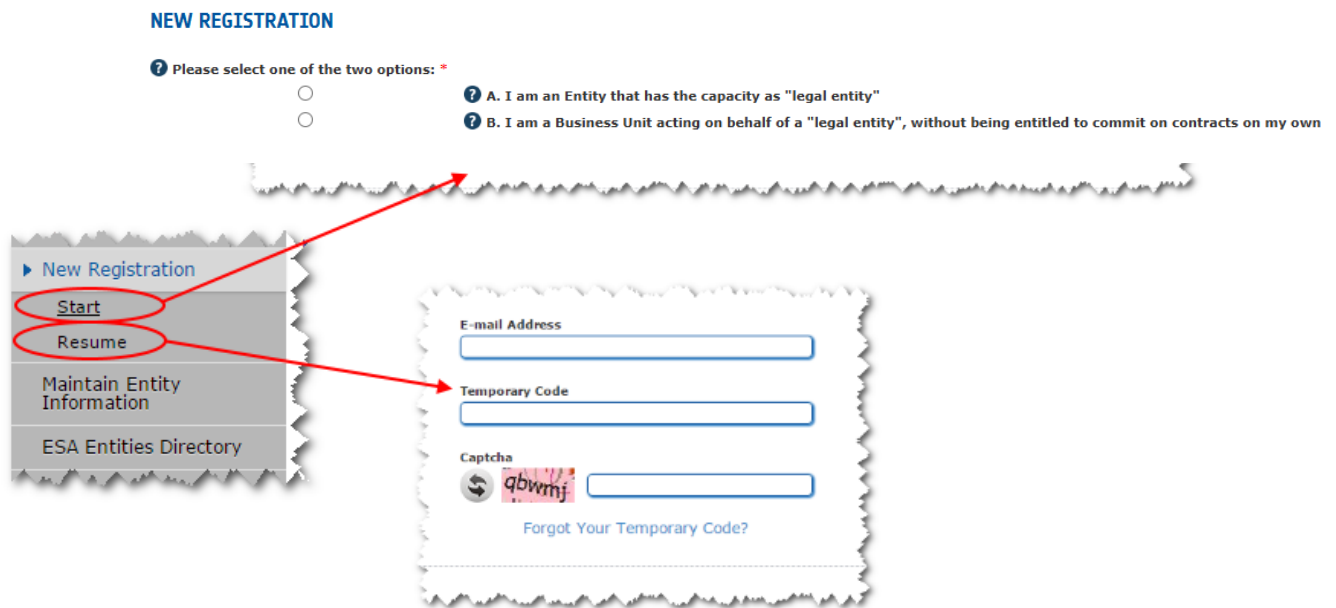 NEW REGISTRATION
? Please select one of the two options: *
? A. I am an Entity that has the capacity as "legal entity"
? B. I am a Business Unit acting on behalf of a "legal entity", without being entitled to commit on contracts on my own
New Registration
Start
Resume
Maintain Entity
Information
ESA Entities Directory
E-mail Address
Temporary Code
Captcha
qbwmj
Forgot Your Temporary Code?